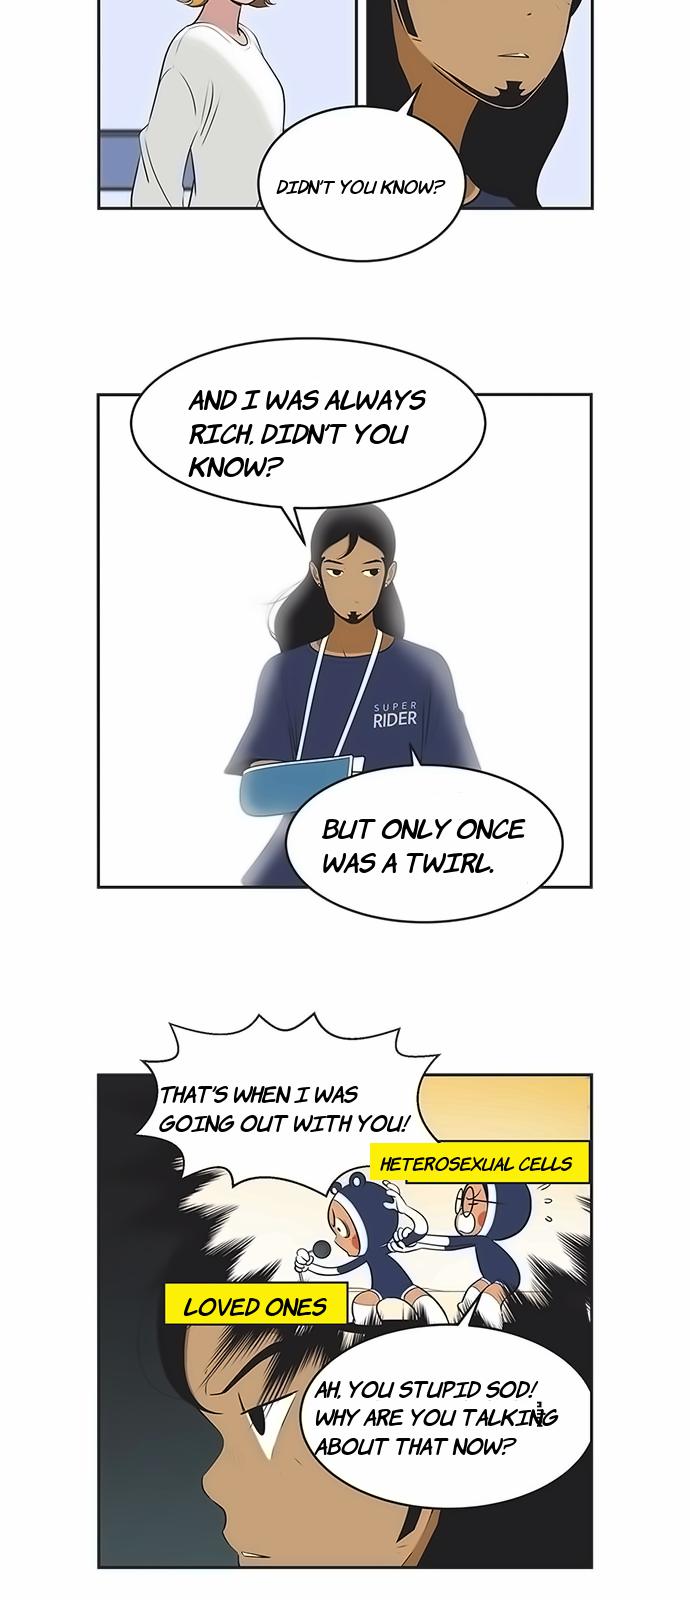 DIDN'T YOU KNOW?
AND I WAS ALWAYS
RICH, DIDN'T YOU
KNOW?
SUPER
RIDER
BUT ONLY ONCE
WAS A TWIRL.
THAT'S WHEN I WAS
GOING OUT WITH YOU!
HETEROSEXUAL CELLS
LOVED ONES
AH, YOU STUPID SOD!
WHY ARE YOU TALKING
ABOUT THAT NOW?